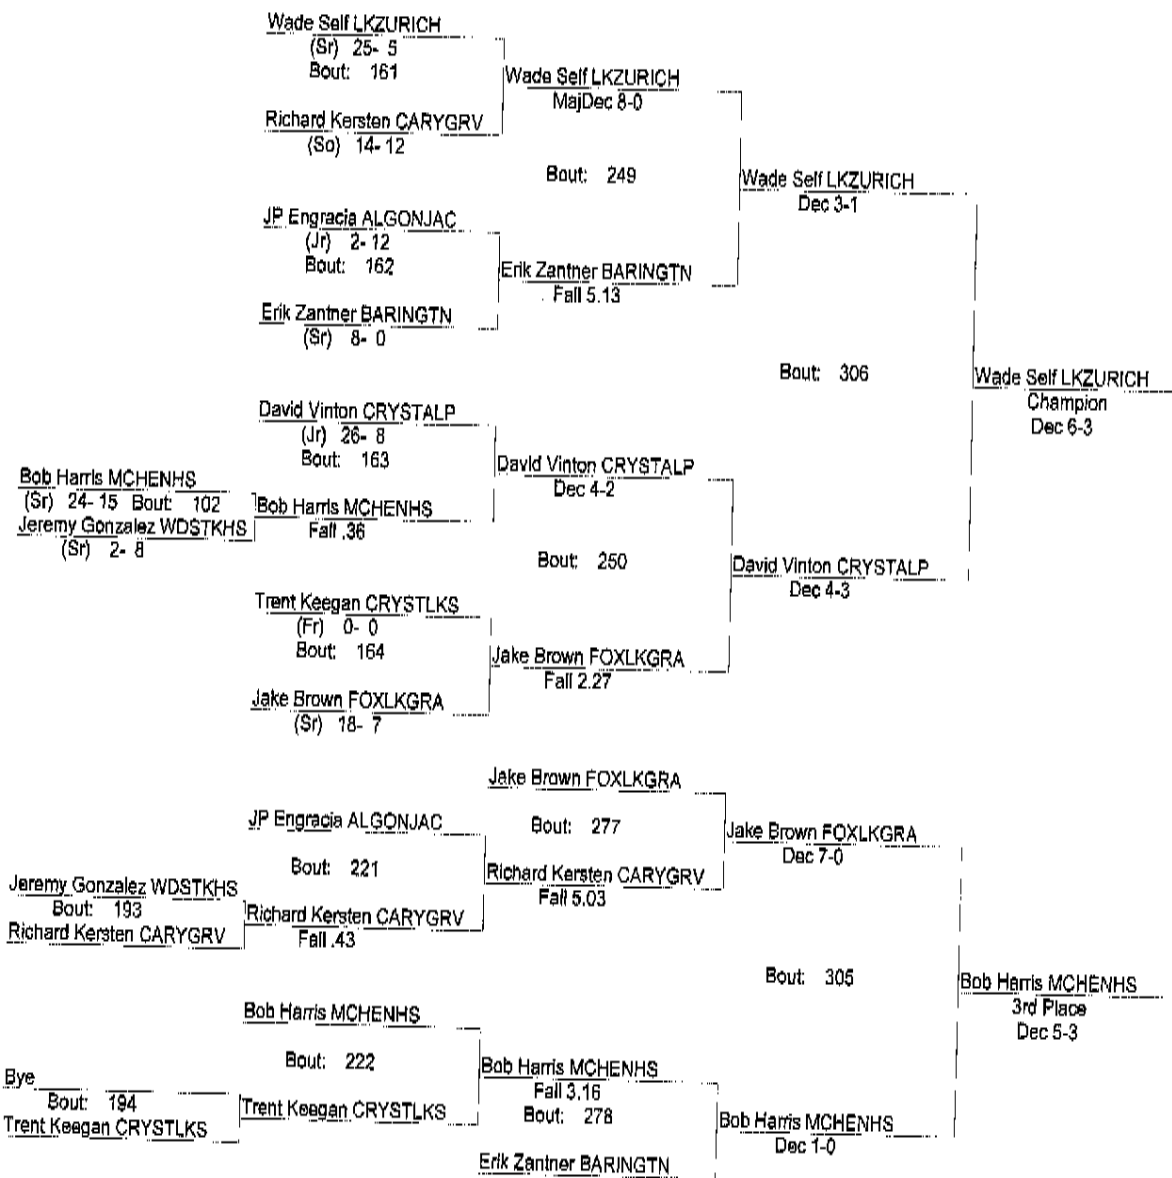 Wade Self LKZURICH
(Sr) 25- 5
Bout: 161
Wade Self LKZURICH
MajDec 8-0
Richard Kersten CARYGRV
(So) 14-12
Bout: 249
Wade Self LKZURICH
Dec 3-1
JP Engracia ALGONJAC
(Jr) 2-12
Bout: 162
Erik Zantner BARINGTN
Fall 5.13
Erik Zantner BARINGTN
(Sr) 8- 0
Bout: 306
Wade Self LKZURICH
Champion
Dec 6-3
David Vinton CRYSTALP
(Jr) 26- 8
Bout: 163
David Vinton CRYSTALP
Dec 4-2
Bob Harris MCHENHS
(Sr) 24-15 Bout: 102
Bob Harris MCHENHS
Fall .36
Jeremy Gonzalez WDSTKHS
(Sr) 2- 8
Bout: 250
David Vinton CRYSTALP
Dec 4-3
Trent Keegan CRYSTLKS
(Fr) 0- 0
Bout: 164
Jake Brown FOXLKGRA
Fall 2.27
Jake Brown FOXLKGRA
(Sr) 18- 7
Jake Brown FOXLKGRA
JP Engracia ALGONJAC
Bout: 277
Jake Brown FOXLKGRA
Dec 7-0
Bout: 221
Richard Kersten CARYGRV
Fall 5.03
Jeremy Gonzalez WDSTKHS
Bout: 193
Richard Kersten CARYGRV
Fall .43
Richard Kersten CARYGRV
Bout: 305
Bob Harris MCHENHS
3rd Place
Dec 5-3
Bob Harris MCHENHS
Bout: 222
Bob Harris MCHENHS
Fall 3.16
Bye
Bout: 194
Trent Keegan CRYSTLKS
Trent Keegan CRYSTLKS
Bout: 278
Bob Harris MCHENHS
Dec 1-0
Erik Zantner BARINGTN